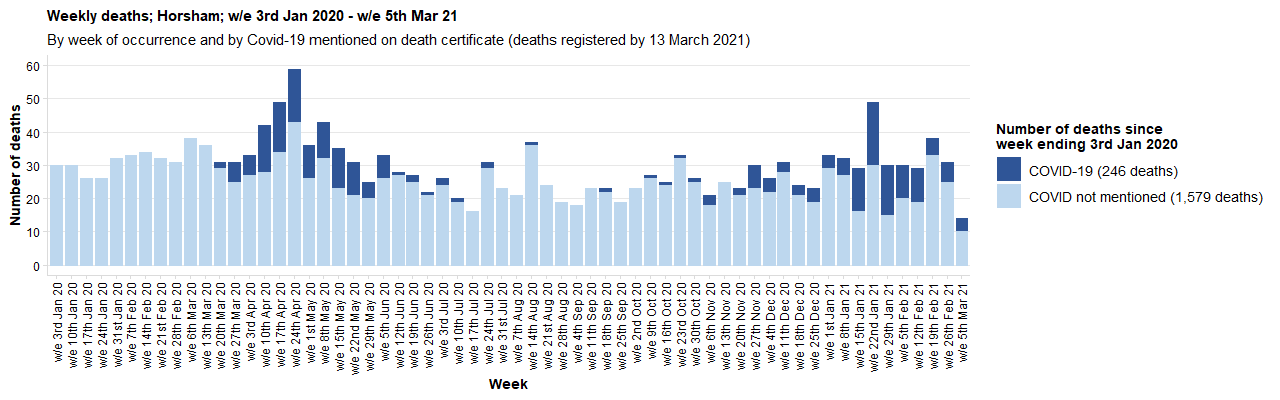 Weekly deaths; Horsham; w/e 3rd Jan 2020 - w/e 5th Mar 21
By week of occurrence and by Covid-19 mentioned on death certificate (deaths registered by 13 March 2021)
Number of deaths
60
50
40
30
20
10
0
w/e 3rd Jan 20
w/e 10th Jan 20
w/e 17th Jan 20
w/e 24th Jan 20
w/e 31st Jan 20
w/e 7th Feb 20
w/e 14th Feb 20
w/e 21st Feb 20
w/e 28th Feb 20
w/e 6th Mar 20
w/e 13th Mar 20
w/e 20th Mar 20
w/e 27th Mar 20
w/e 3rd Apr 20
w/e 10th Apr 20
w/e 17th Apr 20
w/e 24th Apr 20
w/e 1st May 20
w/e 8th May 20
w/e 15th May 20
w/e 22nd May 20
w/e 29th May 20
w/e 5th Jun 20
w/e 12th Jun 20
w/e 19th Jun 20
w/e 26th Jun 20
w/e 3rd Jul 20
w/e 10th Jul 20
w/e 17th Jul 20
w/e 24th Jul 20
w/e 31st Jul 20
w/e 7th Aug 20
w/e 14th Aug 20
w/e 21st Aug 20
w/e 28th Aug 20
w/e 4th Sep 20
w/e 11th Sep 20
w/e 18th Sep 20
w/e 25th Sep 20
w/e 2nd Oct 20
w/e 9th Oct 20
w/e 16th Oct 20
w/e 23rd Oct 20
w/e 30th Oct 20
w/e 6th Nov 20
w/e 13th Nov 20
w/e 20th Nov 20
w/e 27th Nov 20
w/e 4th Dec 20
w/e 11th Dec 20
w/e 18th Dec 20
w/e 25th Dec 20
w/e 1st Jan 21
w/e 8th Jan 21
w/e 15th Jan 21
w/e 22nd Jan 21
w/e 29th Jan 21
w/e 5th Feb 21
w/e 12th Feb 21
w/e 19th Feb 21
w/e 26th Feb 21
w/e 5th Mar 21
Week
Number of deaths since
week ending 3rd Jan 2020
COVID-19 (246 deaths)
COVID not mentioned (1,579 deaths)